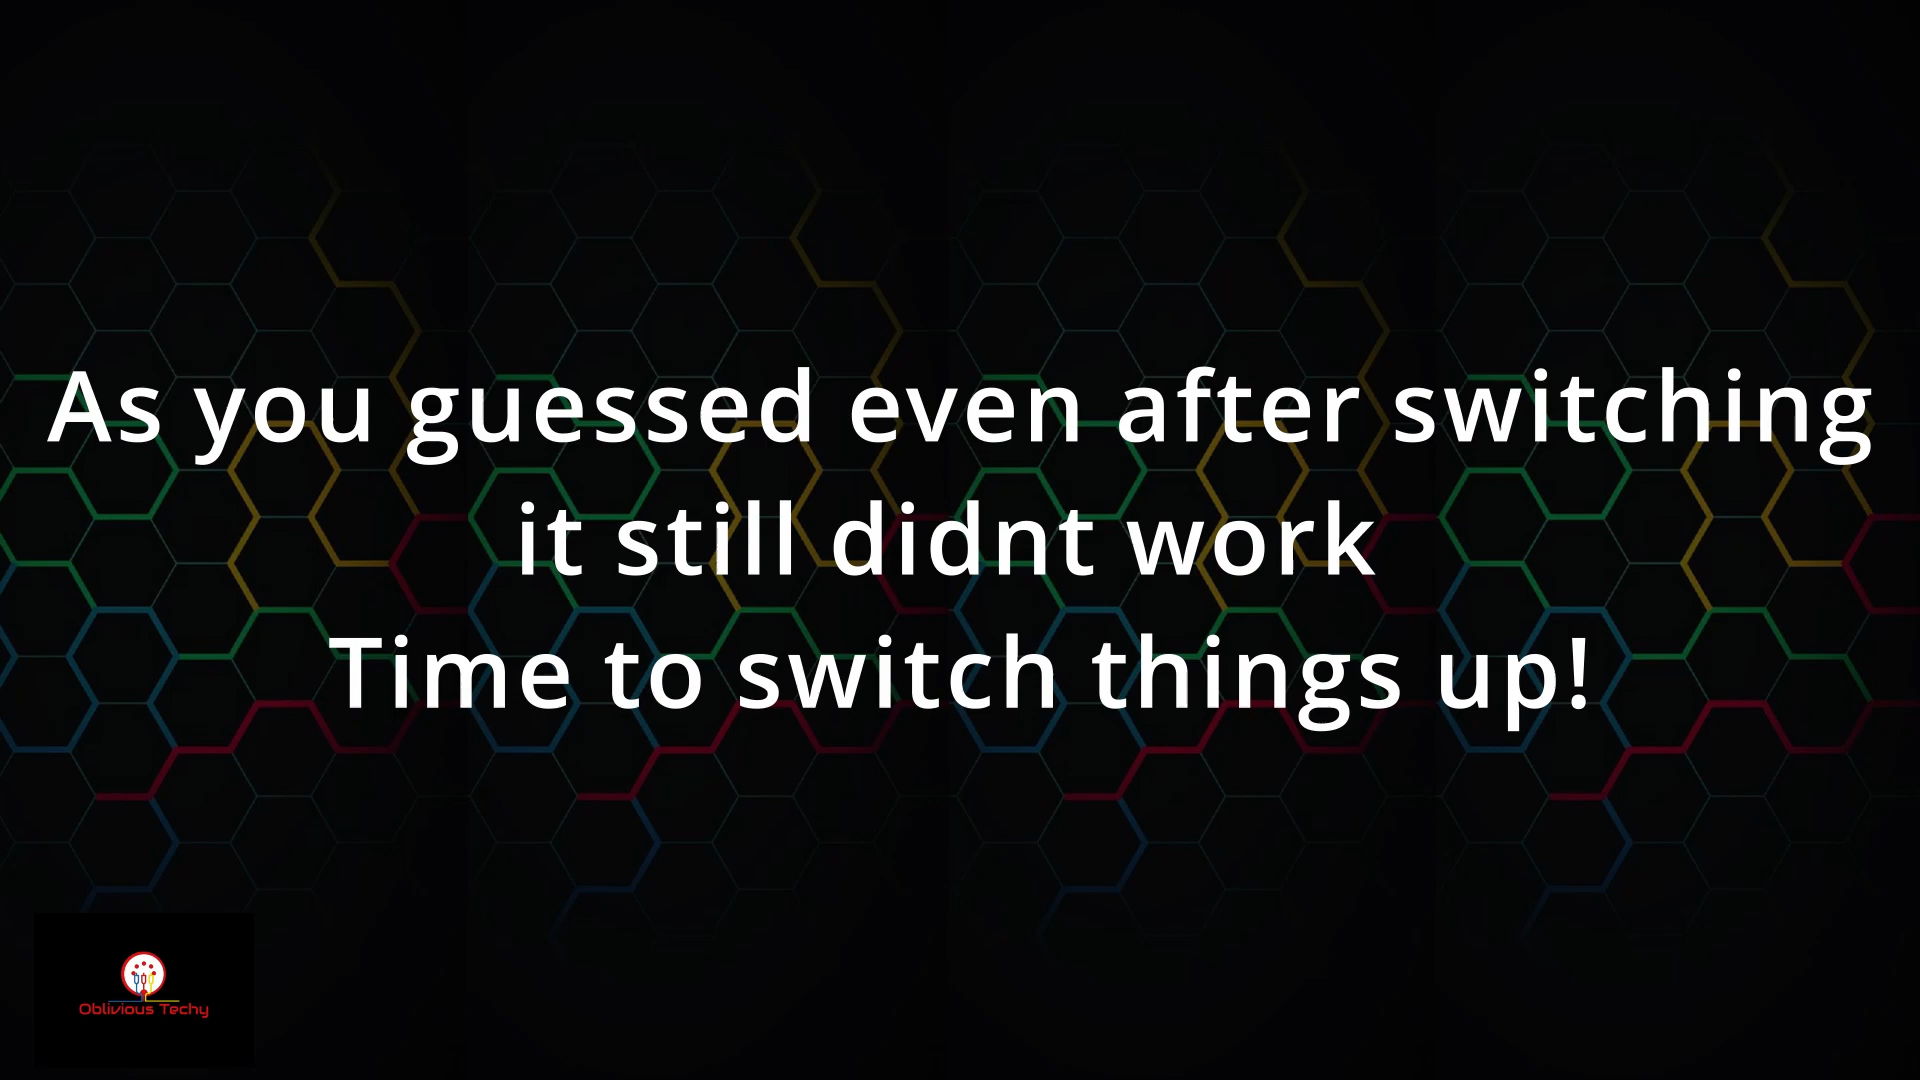 As you guessed even after switching
it still didnt work
Time to switch things up!
Oblivious Techy